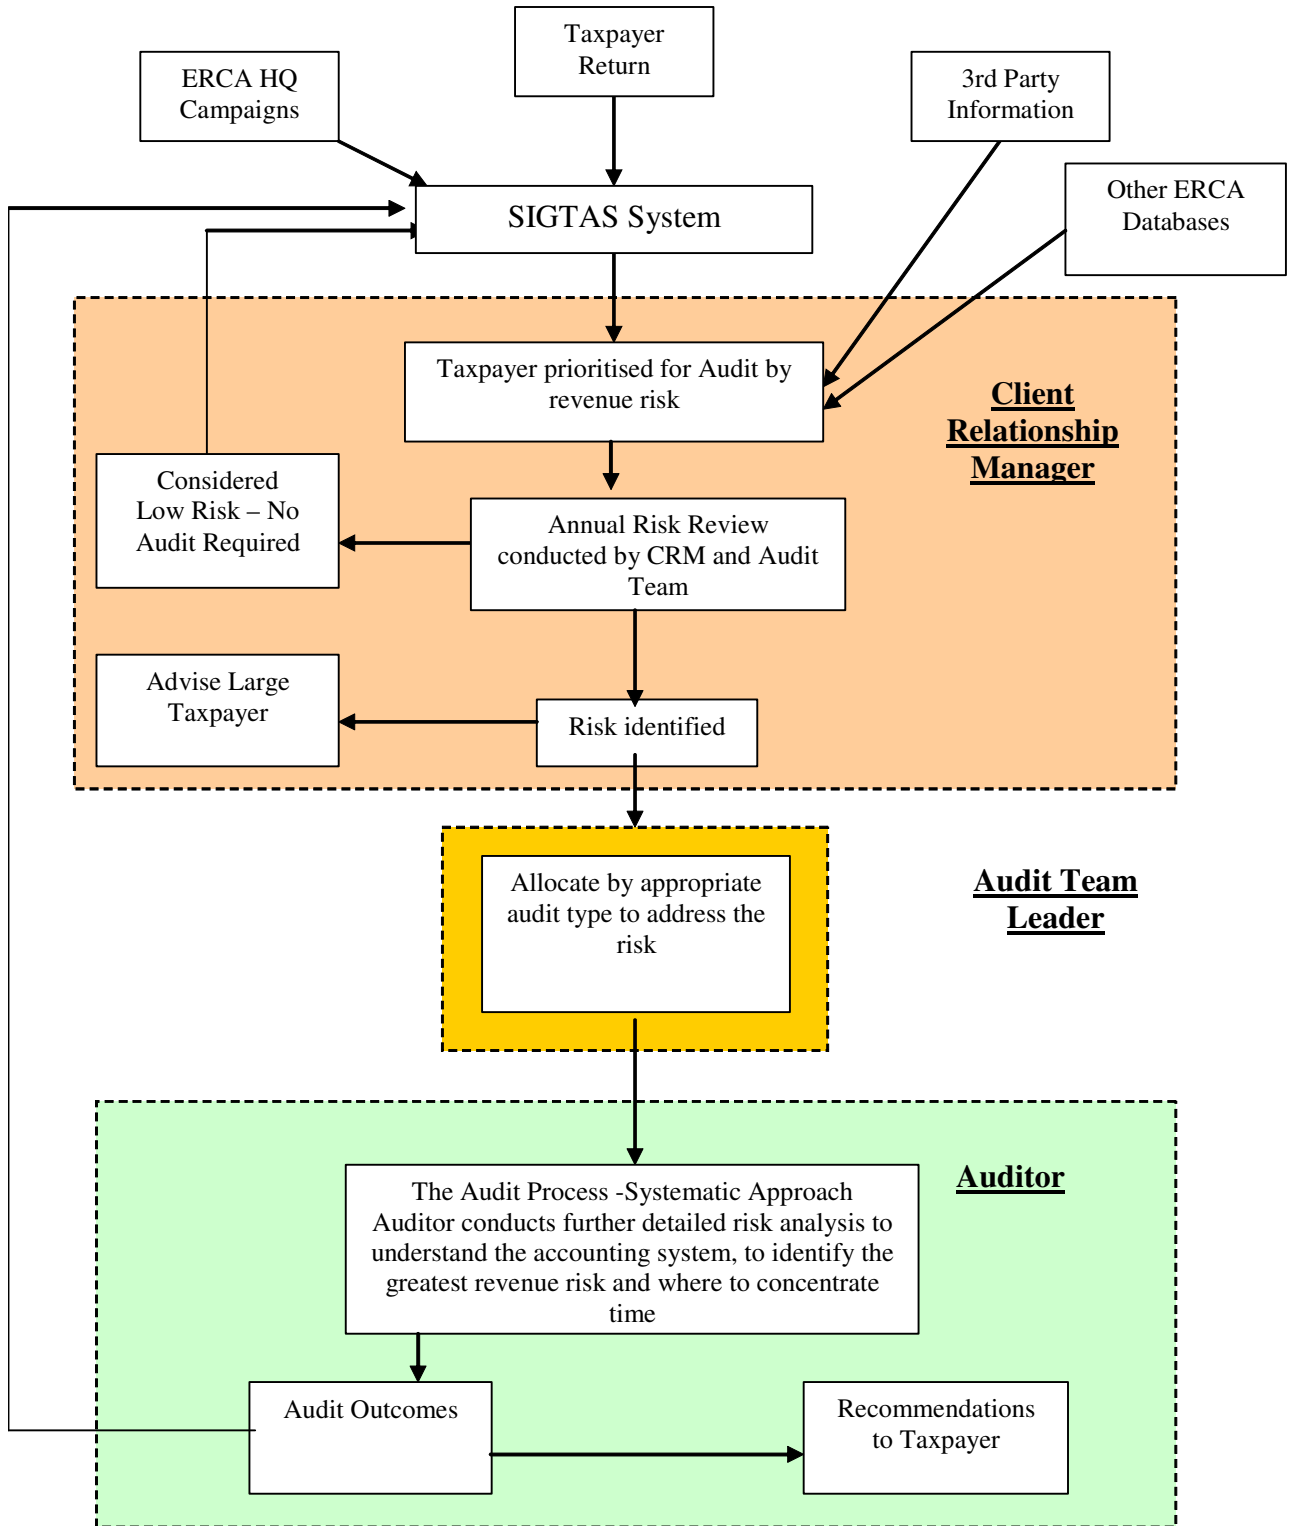 Taxpayer
Return
ERCA HQ
Campaigns
3rd Party
Information
Other ERCA
Databases
SIGTAS System
Taxpayer prioritised for Audit by
revenue risk
Client
Relationship
Manager
Considered
Low Risk – No
Audit Required
Annual Risk Review
conducted by CRM and Audit
Team
Advise Large
Taxpayer
Risk identified
Allocate by appropriate
audit type to address the
risk
Audit Team
Leader
The Audit Process -Systematic Approach
Auditor conducts further detailed risk analysis to
understand the accounting system, to identify the
greatest revenue risk and where to concentrate
time
Auditor
Audit Outcomes
Recommendations
to Taxpayer